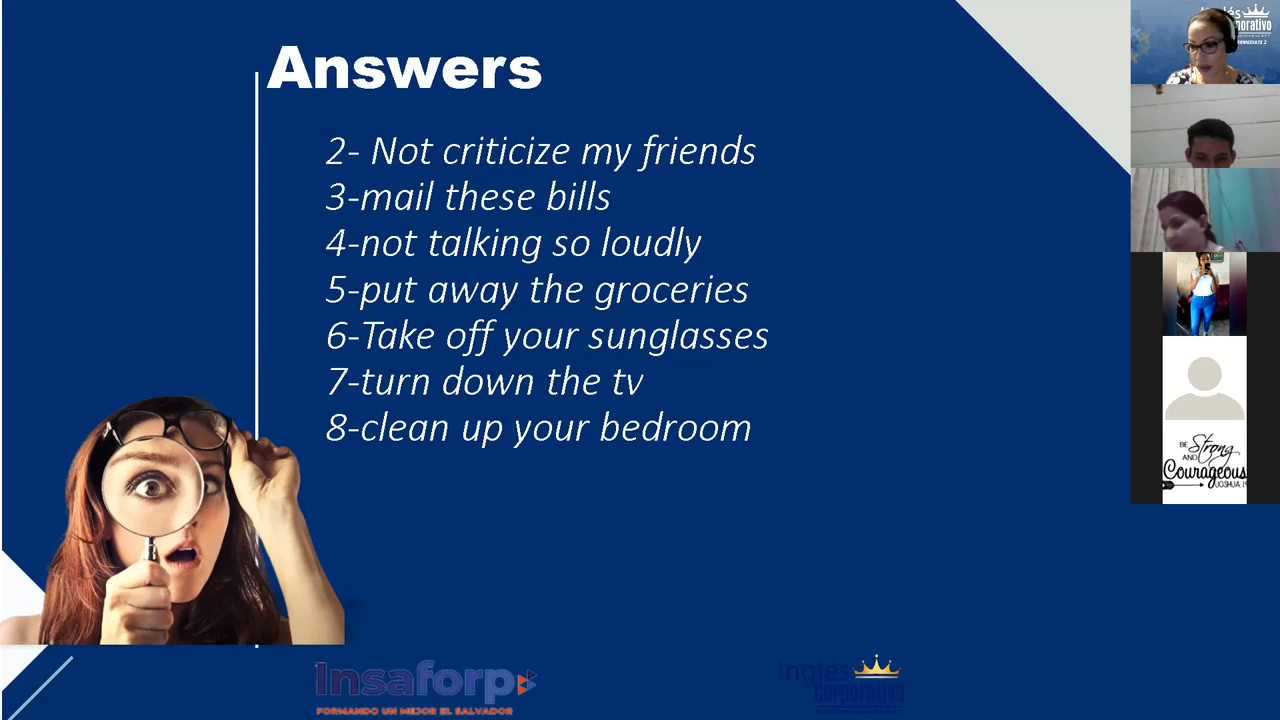 Answers
2- Not criticize my friends
3-mail these bills
4-not talking so loudly
5-put away the groceries
6-Take off your sunglasses
7-turn down the tv
8-clean up your bedroom
Insaforp
FORMANDO UN MEJOR EL SALVADOR
Inglés
Corporativo
Inglés
BE
Strong
AND
Courageous